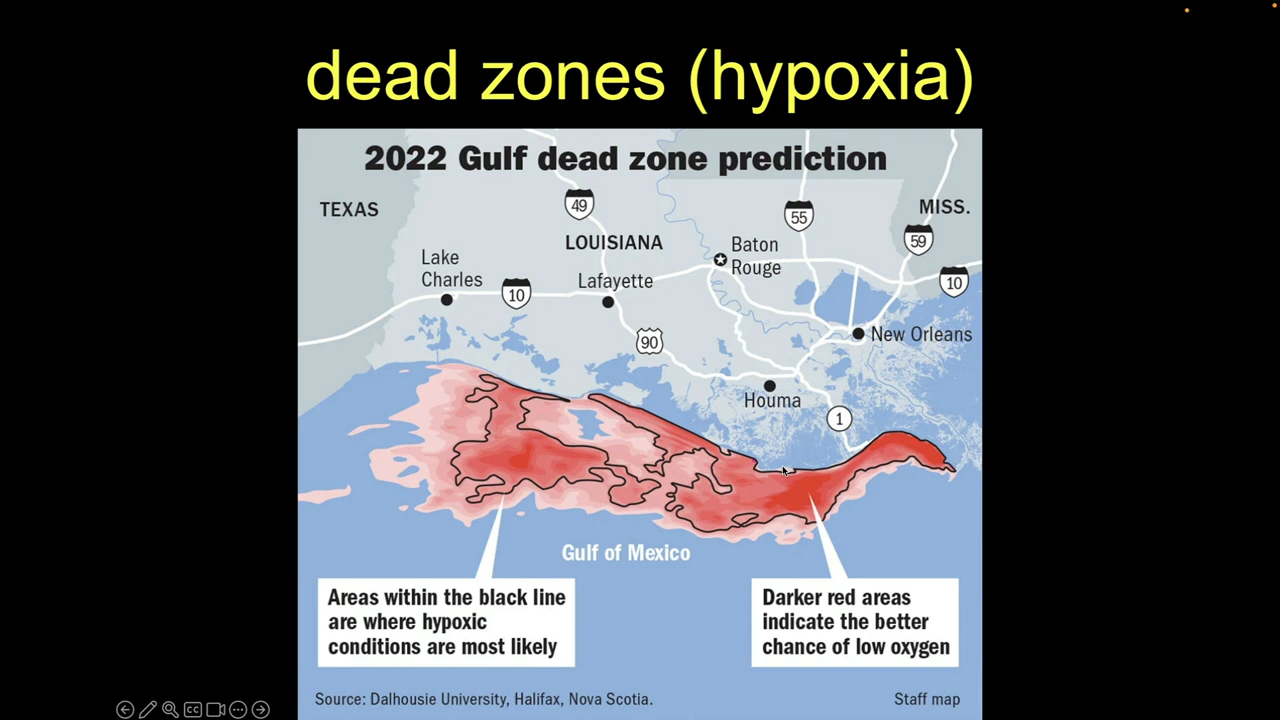 dead zones (hypoxia)
2022 Gulf dead zone prediction
TEXAS
49
LOUISIANA
55
MISS.
59
Baton
Rouge
Lake
Charles
10
Lafayette
10
90
New Orleans
Houma
1
Gulf of Mexico
Areas within the black line
are where hypoxic
conditions are most likely
Darker red areas
indicate the better
chance of low oxygen
Source: Dalhousie University, Halifax, Nova Scotia.
Staff map
CC